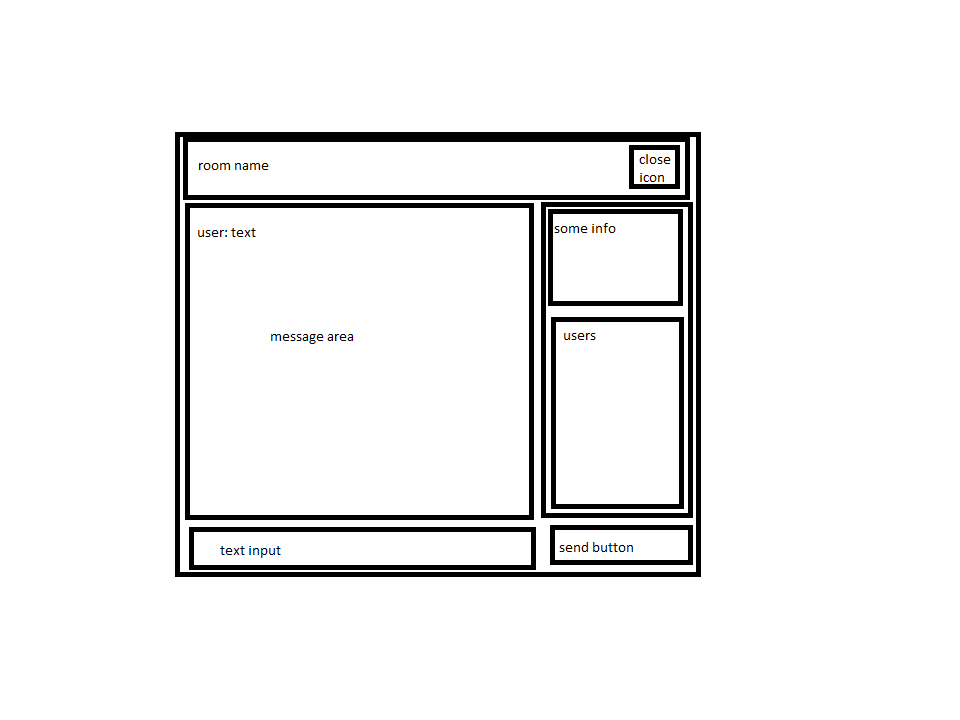 room name
close
icon
user: text
some info
message area
users
text input
send button